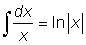 ∫dx/x = ln|x|